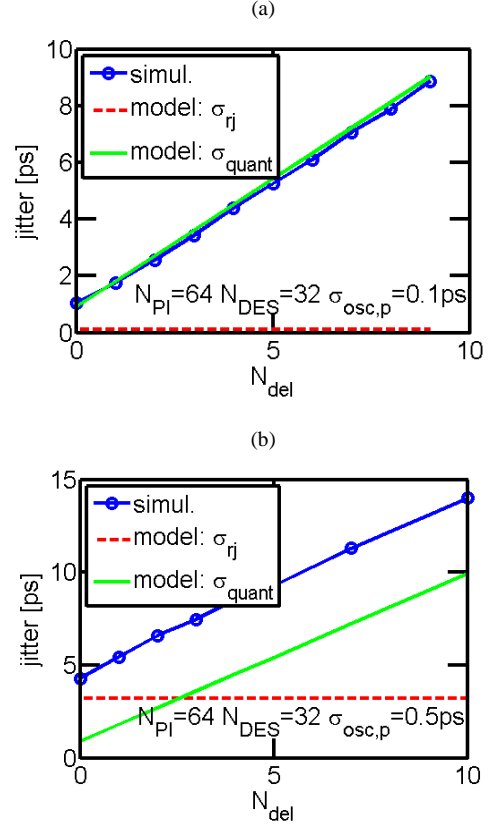 (a)
10
8
6
4
2
0
jitter [ps]
simul.
model: σrj
model: σquant
NPI=64 NDES=32 σosc,p=0.1ps
0
5
10
Ndel
(b)
15
10
5
0
jitter [ps]
simul.
model: σrj
model: σquant
NPI=64 NDES=32 σosc,p=0.5ps
0
5
10
Ndel